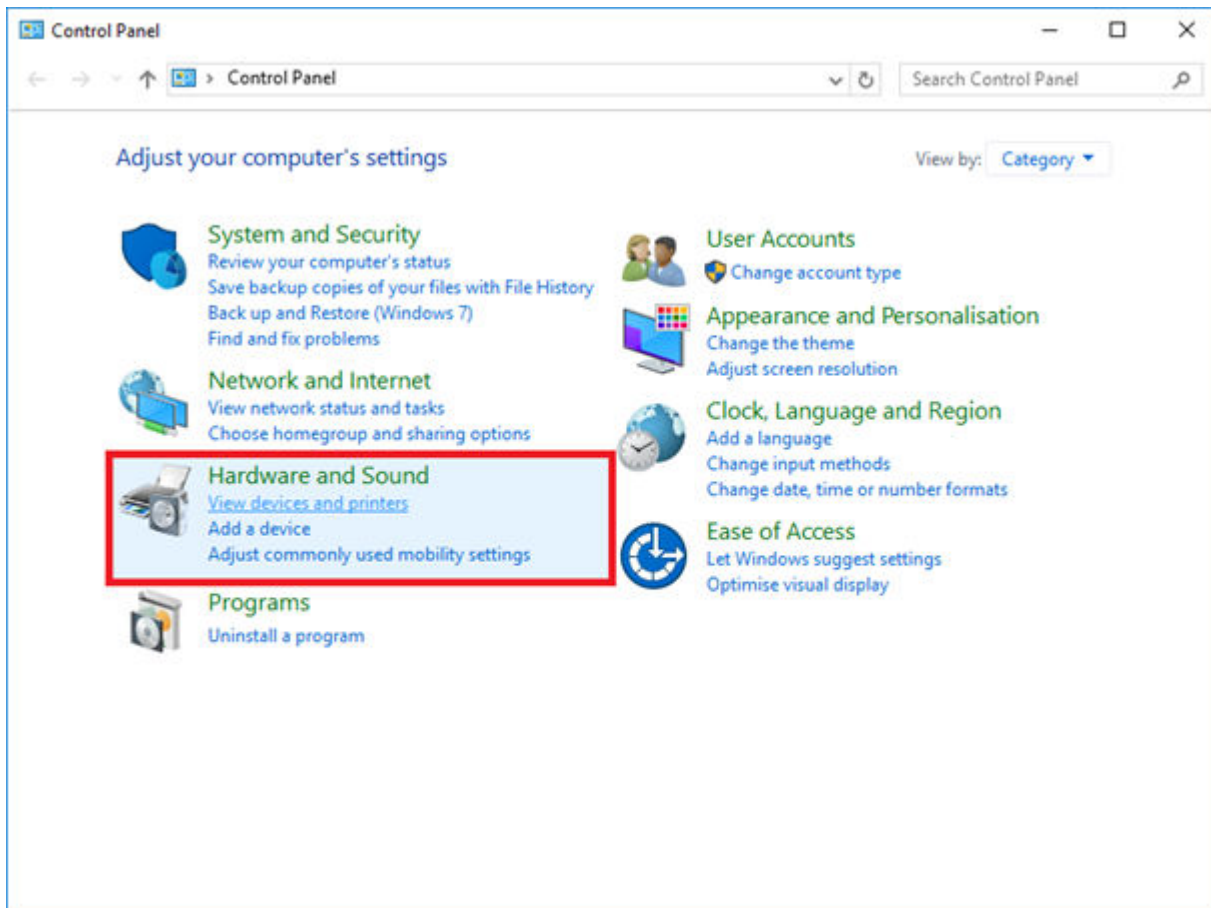 Control Panel
Control Panel
Search Control Panel
Adjust your computer's settings
View by: Category
System and Security
Review your computer's status
Save backup copies of your files with File History
Back up and Restore (Windows 7)
Find and fix problems
Network and Internet
View network status and tasks
Choose homegroup and sharing options
Hardware and Sound
View devices and printers
Add a device
Adjust commonly used mobility settings
Programs
Uninstall a program
User Accounts
Change account type
Appearance and Personalisation
Change the theme
Adjust screen resolution
Clock, Language and Region
Add a language
Change input methods
Change date, time or number formats
Ease of Access
Let Windows suggest settings
Optimise visual display